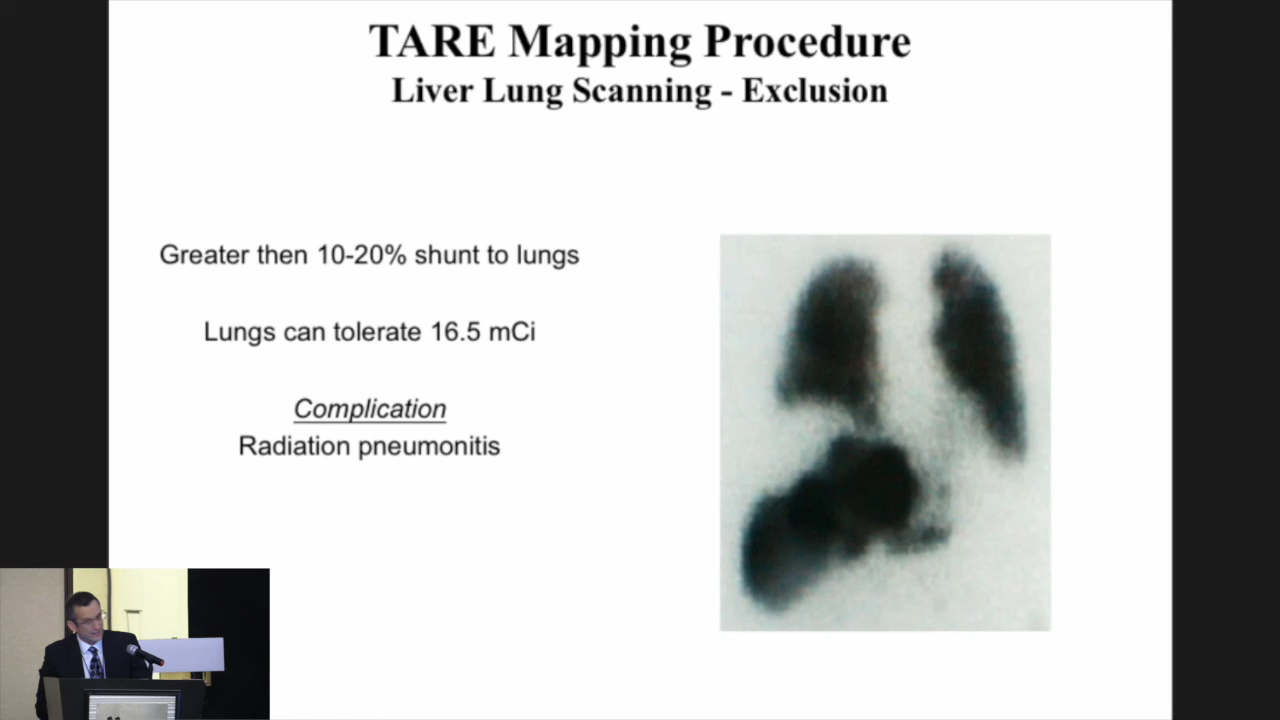 TARE Mapping Procedure
Liver Lung Scanning - Exclusion
Greater then 10-20% shunt to lungs
Lungs can tolerate 16.5 mCi
Complication
Radiation pneumonitis